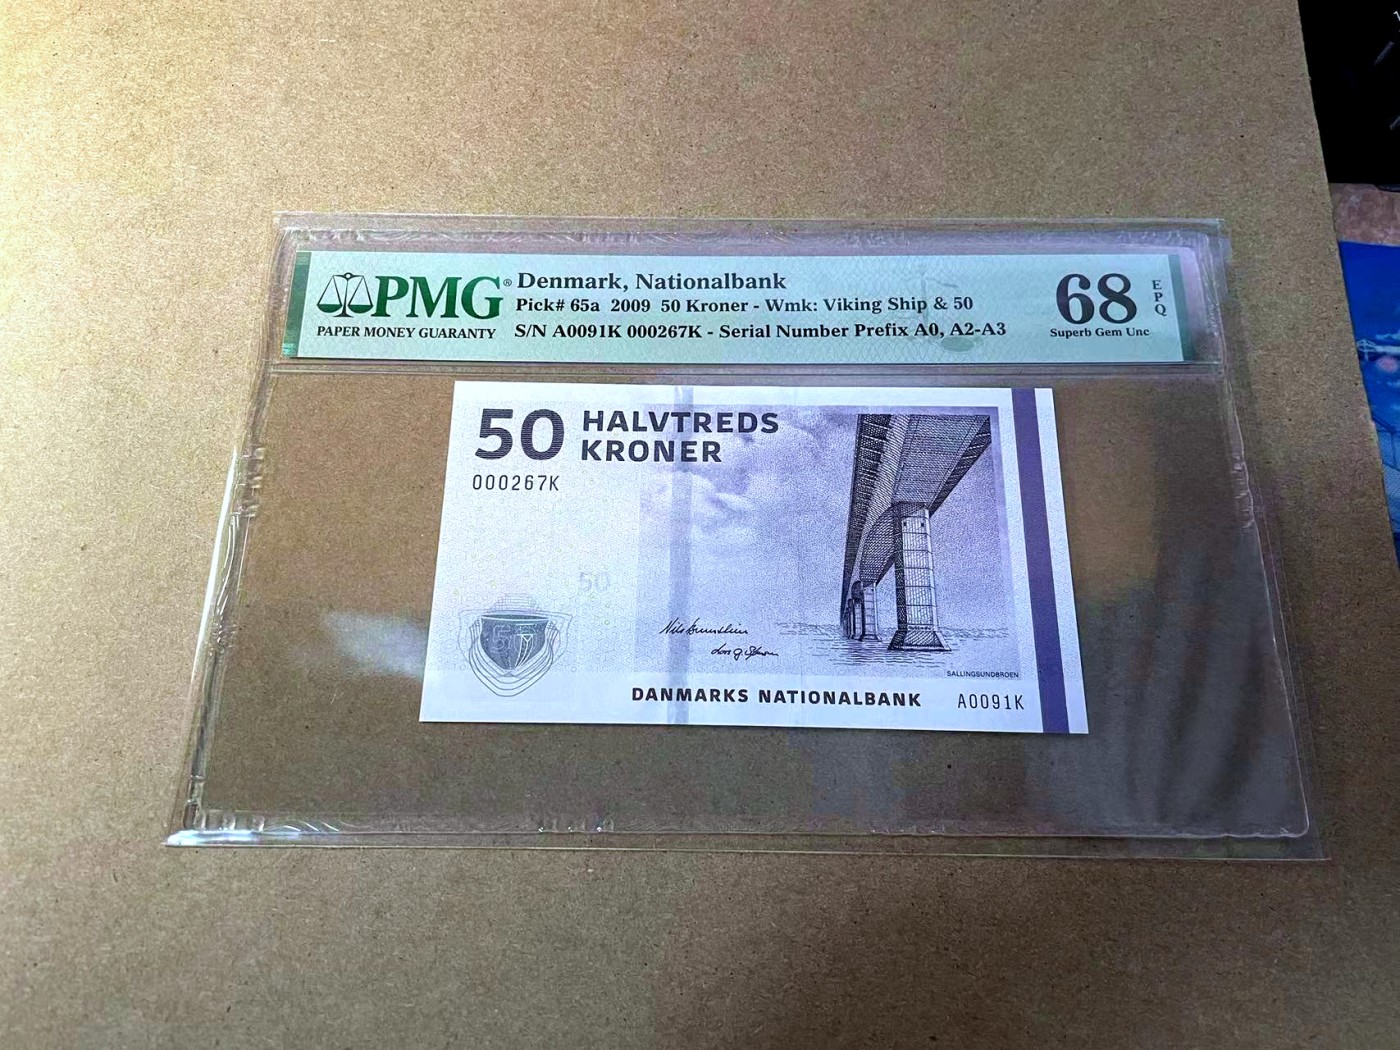 PMG®
PAPER MONEY GUARANTY
Denmark, Nationalbank
Pick# 65a 2009 50 Kroner - Wmk: Viking Ship & 50
S/N A0091K 000267K - Serial Number Prefix A0, A2-A3
68
EPQ
Superb Gem Unc
50 HALVTREDS
KRONER
000267K
50
SALLINGSUNDBROEN
DANMARKS NATIONALBANK
A0091K